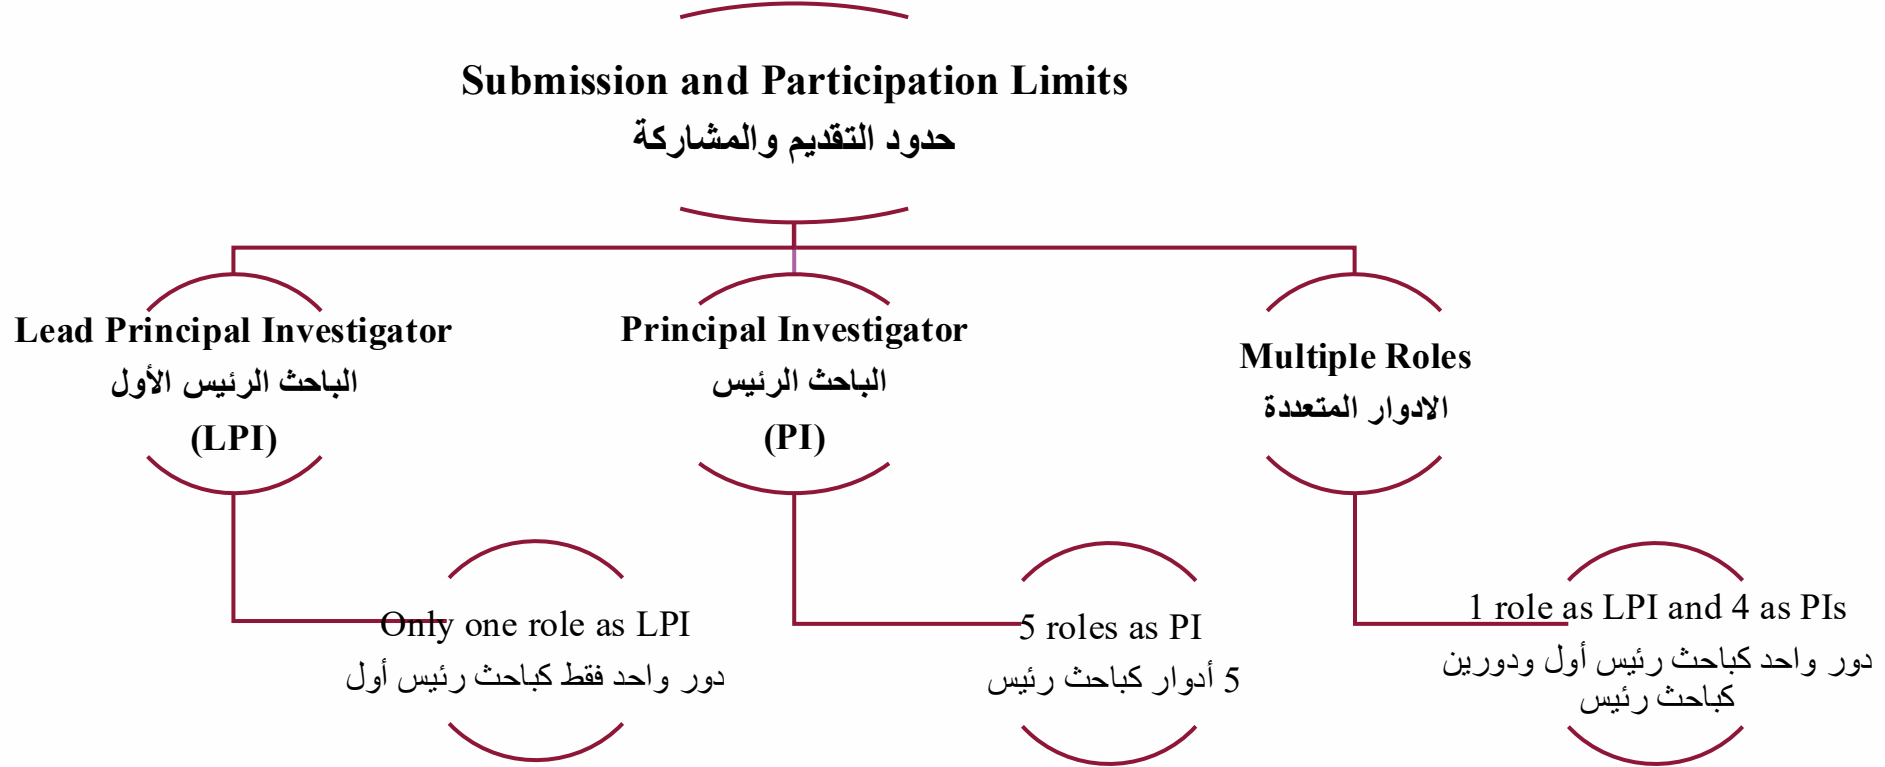 Submission and Participation Limits
حدود التقديم والمشاركة
Lead Principal Investigator
الباحث الرئيس الأول
(LPI)
Principal Investigator
الباحث الرئيس
(PI)
Multiple Roles
الادوار المتعددة
Only one role as LPI
دور واحد فقط كباحث رئيس أول
5 roles as PI
5 أدوار كباحث رئيس
1 role as LPI and 4 as PIs
دور واحد كباحث رئيس أول ودورين
كباحث رئيس